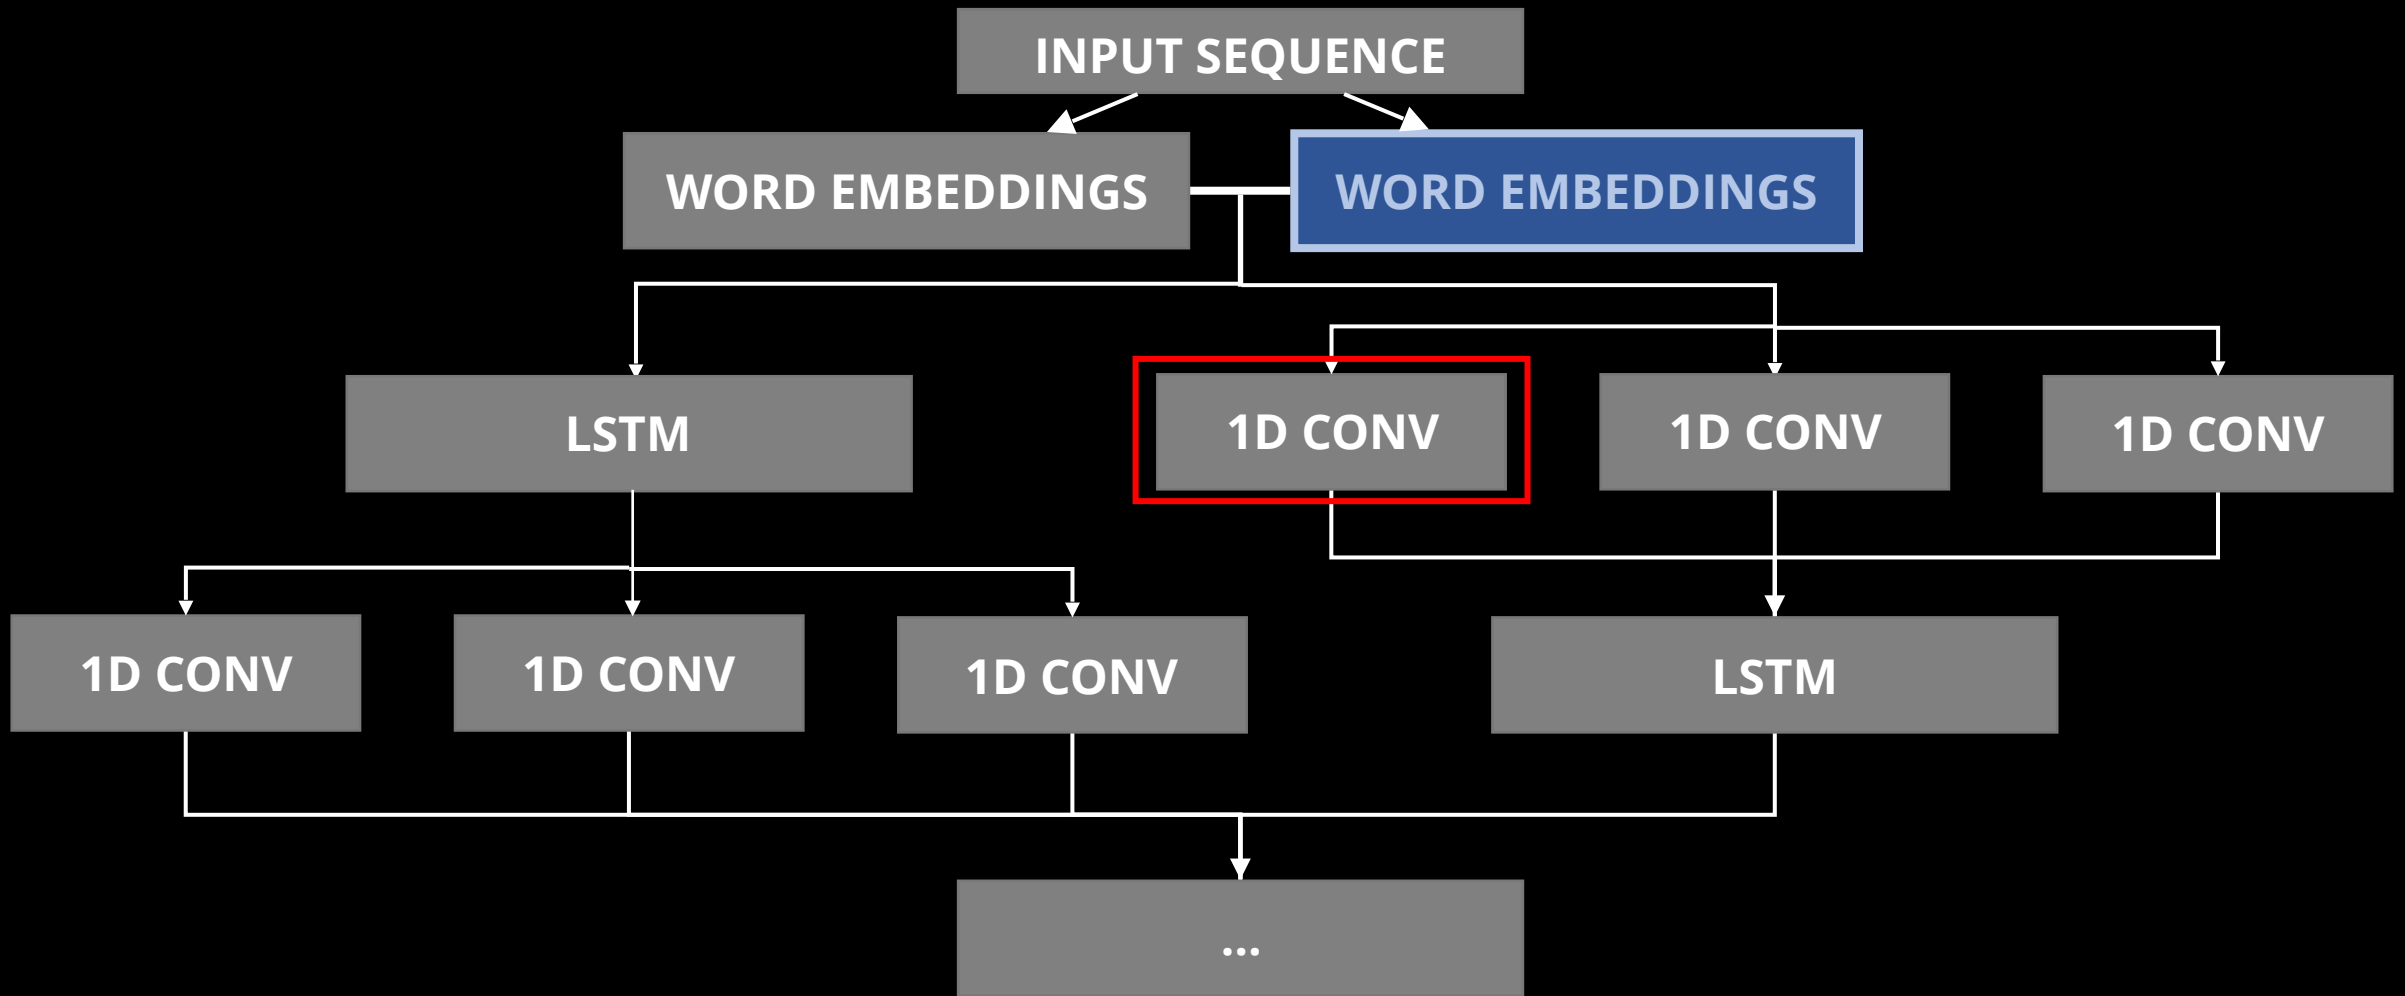 INPUT SEQUENCE
WORD EMBEDDINGS
WORD EMBEDDINGS
LSTM
1D CONV
1D CONV
1D CONV
1D CONV
1D CONV
1D CONV
LSTM
...